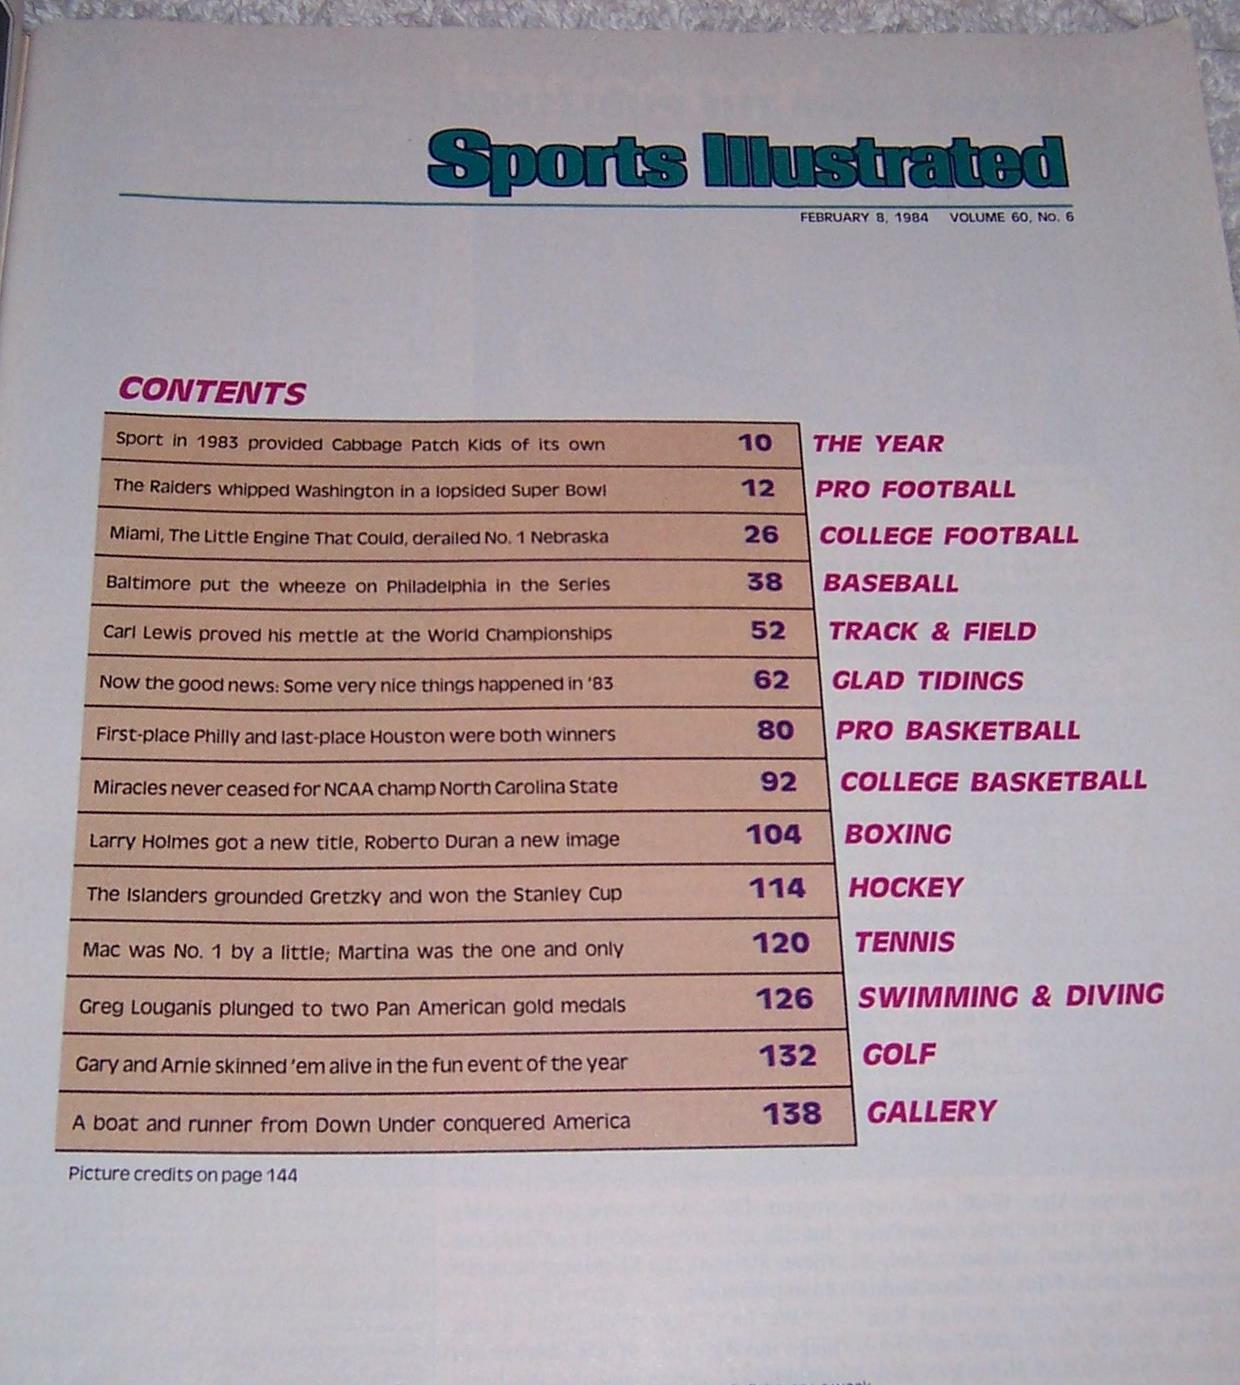 Sports Illustrated
FEBRUARY 8, 1984 VOLUME 60, No. 6
CONTENTS
Sport in 1983 provided Cabbage Patch Kids of its own 10 THE YEAR
The Raiders whipped Washington in a lopsided Super Bowl 12 PRO FOOTBALL
Miami, The Little Engine That Could, derailed No. 1 Nebraska 26 COLLEGE FOOTBALL
Baltimore put the wheeze on Philadelphia in the Series 38 BASEBALL
Carl Lewis proved his mettle at the World Championships 52 TRACK & FIELD
Now the good news: Some very nice things happened in '83 62 GLAD TIDINGS
First-place Philly and last-place Houston were both winners 80 PRO BASKETBALL
Miracles never ceased for NCAA champ North Carolina State 92 COLLEGE BASKETBALL
Larry Holmes got a new title, Roberto Duran a new image 104 BOXING
The Islanders grounded Gretzky and won the Stanley Cup 114 HOCKEY
Mac was No. 1 by a little; Martina was the one and only 120 TENNIS
Greg Louganis plunged to two Pan American gold medals 126 SWIMMING & DIVING
Gary and Arnie skinned 'em alive in the fun event of the year 132 GOLF
A boat and runner from Down Under conquered America 138 GALLERY
Picture credits on page 144